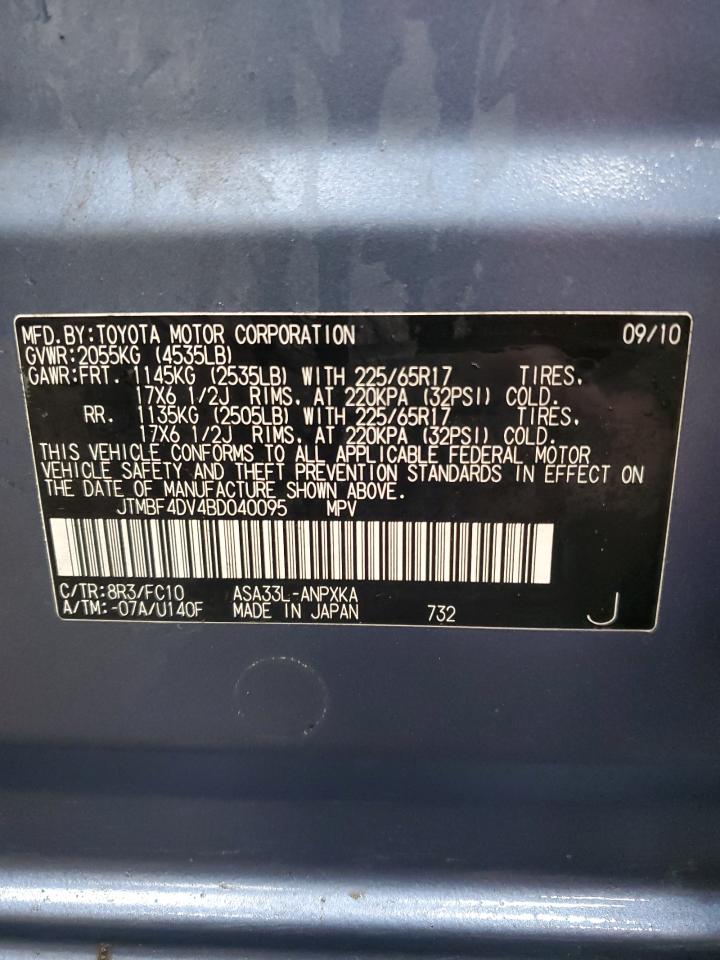 MFD.BY:TOYOTA MOTOR CORPORATION 09/10
GVWR:2055KG (4535LB)
GAWR:FRT. 1145KG (2535LB) WITH 225/65R17 TIRES,
17X6 1/2J RIMS, AT 220KPA (32PSI) COLD.
RR. 1135KG (2505LB) WITH 225/65R17 TIRES,
17X6 1/2J RIMS, AT 220KPA (32PSI) COLD.
THIS VEHICLE CONFORMS TO ALL APPLICABLE FEDERAL MOTOR
VEHICLE SAFETY AND THEFT PREVENTION STANDARDS IN EFFECT ON
THE DATE OF MANUFACTURE SHOWN ABOVE.
JTMBF4DV4BD040095 MPV
C/TR:8R3/FC10 ASA33L-ANPXKA
A/TM:-07A/U140F MADE IN JAPAN 732 J